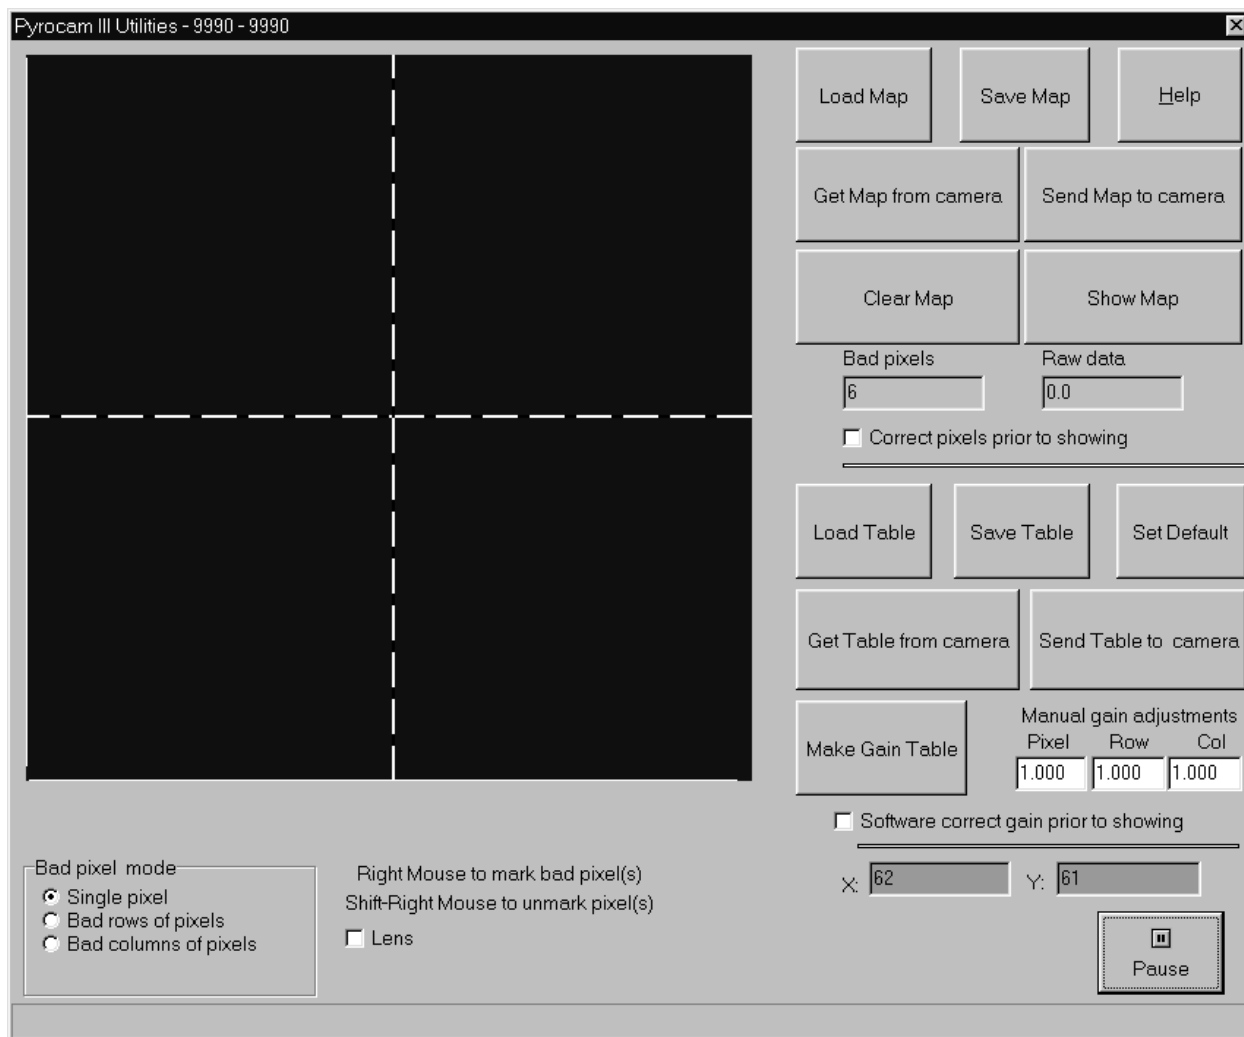 Pyrocam III Utilities - 9990 - 9990
Load Map
Save Map
Help
Get Map from camera
Send Map to camera
Clear Map
Show Map
Bad pixels
Raw data
6
0.0
Correct pixels prior to showing
Load Table
Save Table
Set Default
Get Table from camera
Send Table to camera
Make Gain Table
Manual gain adjustments
Pixel Row Col
1.000 1.000 1.000
Software correct gain prior to showing
X: 62 Y: 61
Bad pixel mode
Single pixel
Bad rows of pixels
Bad columns of pixels
Right Mouse to mark bad pixel(s)
Shift-Right Mouse to unmark pixel(s)
Lens
Pause